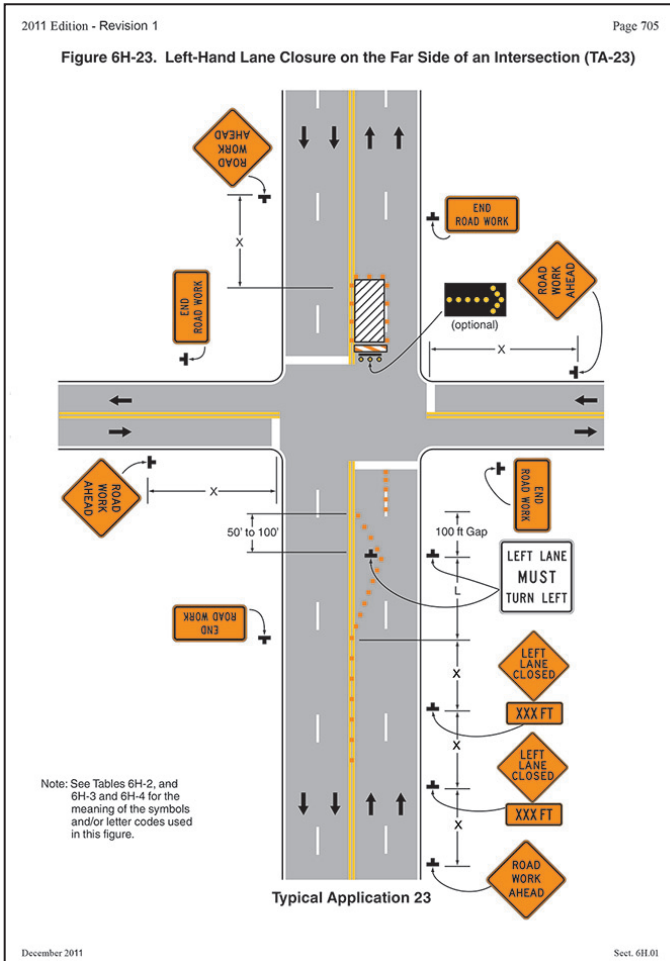 2011 Edition - Revision 1
Page 705
Figure 6H-23. Left-Hand Lane Closure on the Far Side of an Intersection (TA-23)
ROAD
WORK
AHEAD
X
END
ROAD WORK
END
ROAD WORK
(optional)
ROAD
WORK
AHEAD
X
ROAD
WORK
AHEAD
X
50' to 100'
100 ft Gap
END
ROAD WORK
LEFT LANE
MUST
TURN LEFT
L
END
ROAD WORK
X
LEFT
LANE
CLOSED
XXX FT
X
LEFT
LANE
CLOSED
XXX FT
X
ROAD
WORK
AHEAD
Note: See Tables 6H-2, and
6H-3 and 6H-4 for the
meaning of the symbols
and/or letter codes used
in this figure.
Typical Application 23
December 2011
Sect. 6H.01